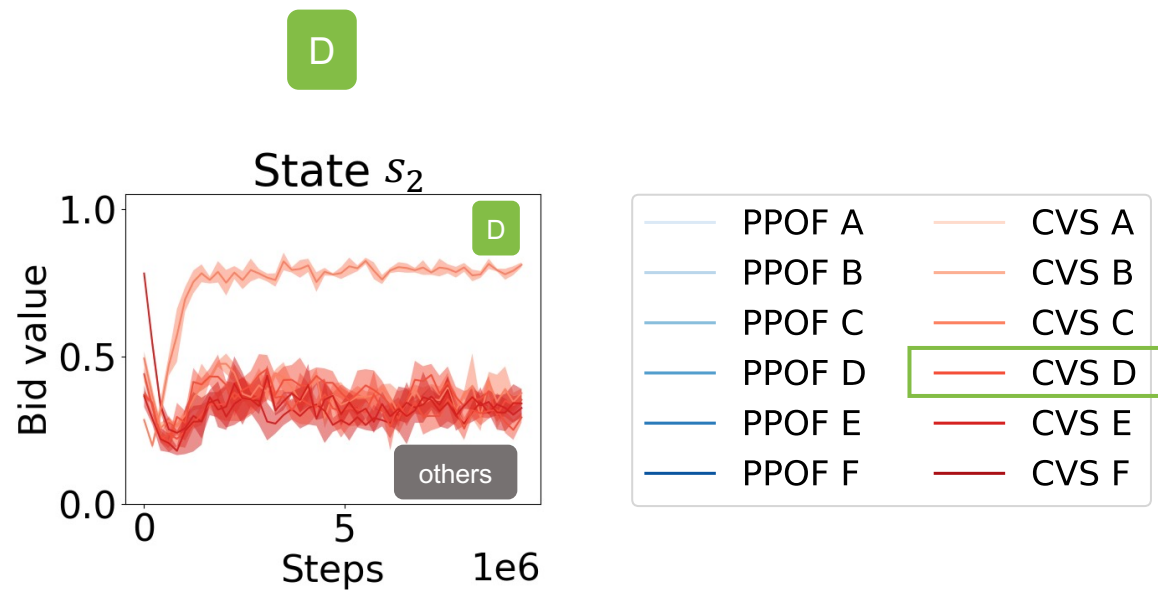 D
State s₂
1.0
D
0.5
Bid value
others
0.0
0
5
Steps
1e6
PPOF A
PPOF B
PPOF C
PPOF D
PPOF E
PPOF F
CVS A
CVS B
CVS C
CVS D
CVS E
CVS F